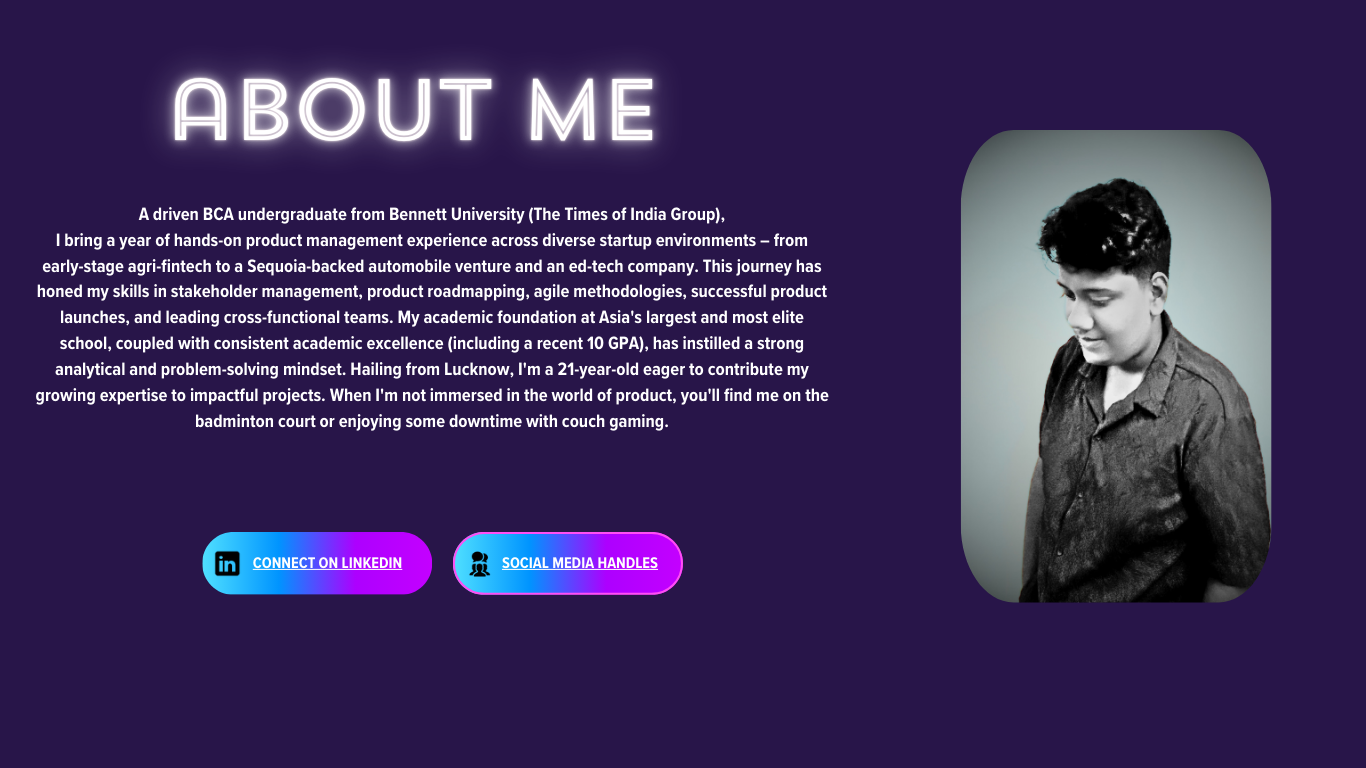 ABOUT ME
A driven BCA undergraduate from Bennett University (The Times of India Group),
I bring a year of hands-on product management experience across diverse startup environments – from
early-stage agri-fintech to a Sequoia-backed automobile venture and an ed-tech company. This journey has
honed my skills in stakeholder management, product roadmapping, agile methodologies, successful product
launches, and leading cross-functional teams. My academic foundation at Asia's largest and most elite
school, coupled with consistent academic excellence (including a recent 10 GPA), has instilled a strong
analytical and problem-solving mindset. Hailing from Lucknow, I'm a 21-year-old eager to contribute my
growing expertise to impactful projects. When I'm not immersed in the world of product, you'll find me on the
badminton court or enjoying some downtime with couch gaming.
in CONNECT ON LINKEDIN
SOCIAL MEDIA HANDLES